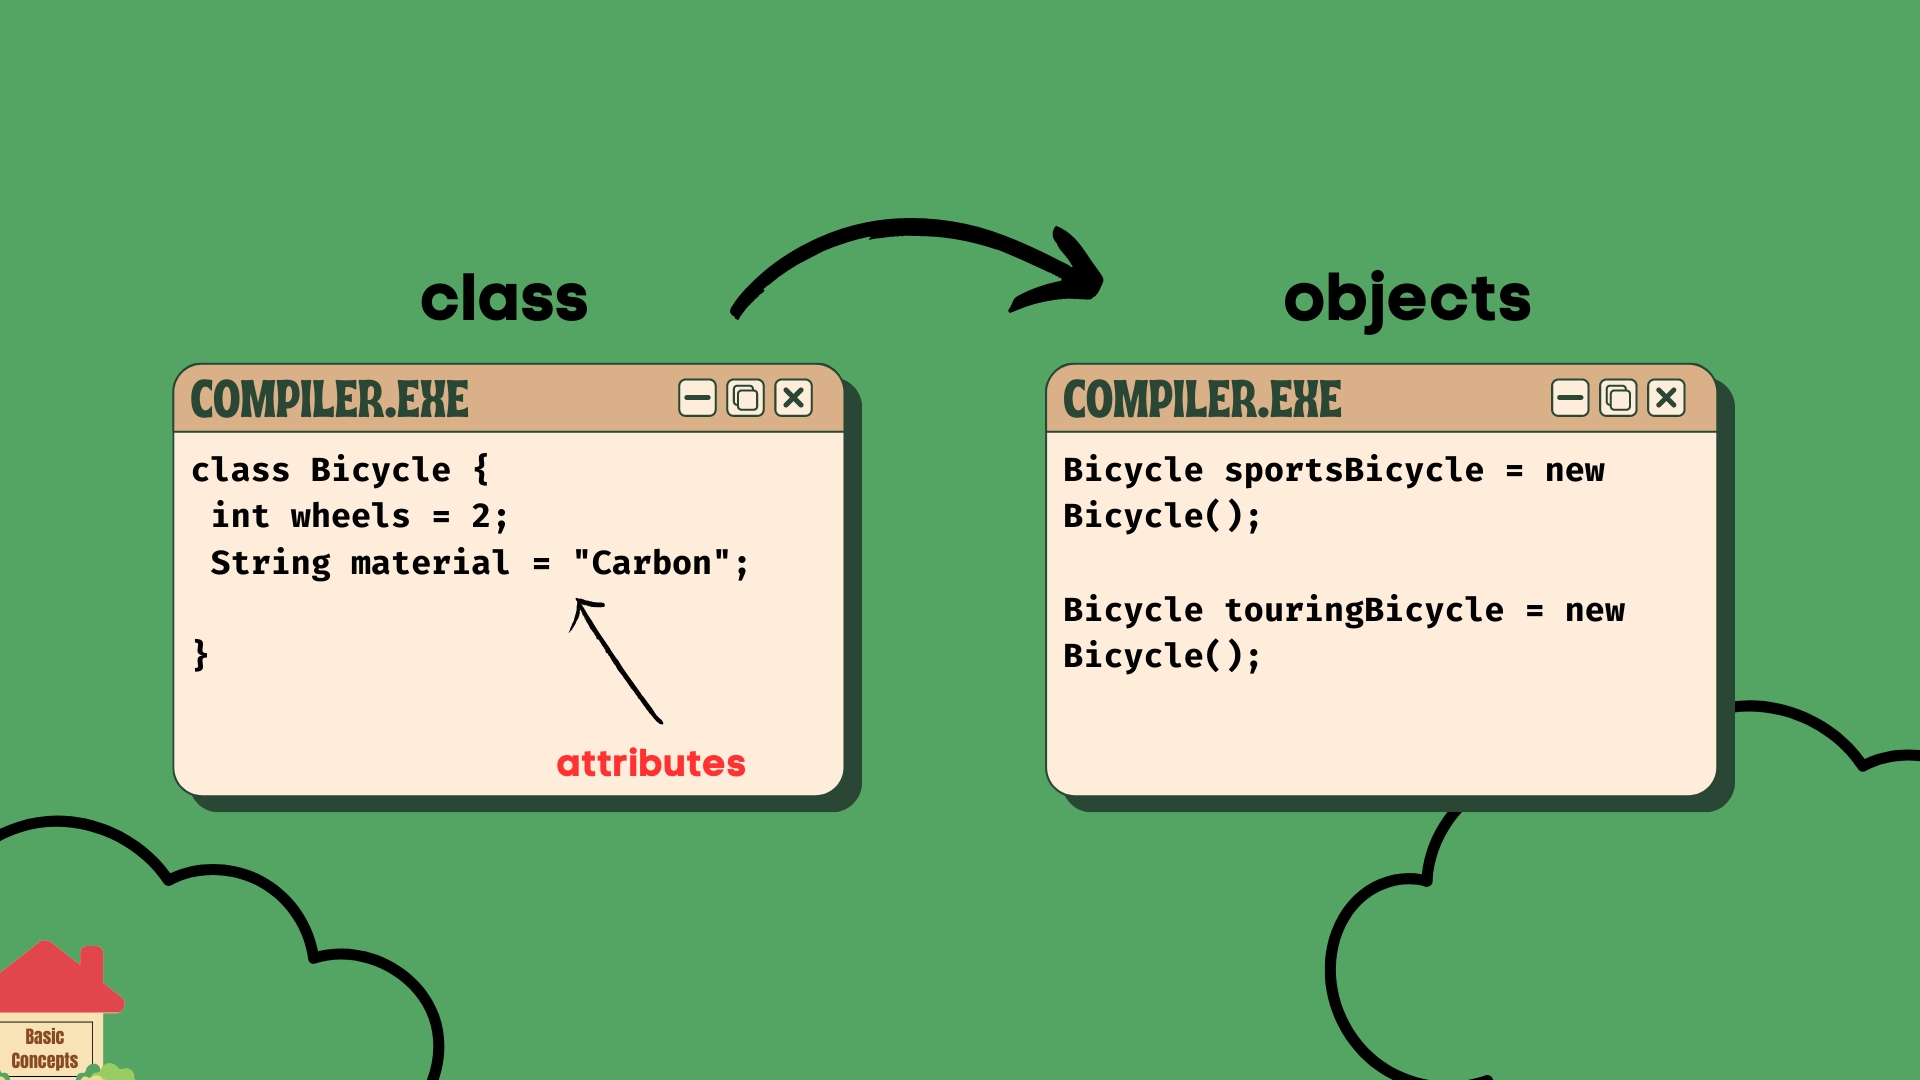 class
objects
COMPILER.EXE
class Bicycle {
 int wheels = 2;
 String material = "Carbon";
}
attributes
COMPILER.EXE
Bicycle sportsBicycle = new
Bicycle();
Bicycle touringBicycle = new
Bicycle();
Basic
Concepts